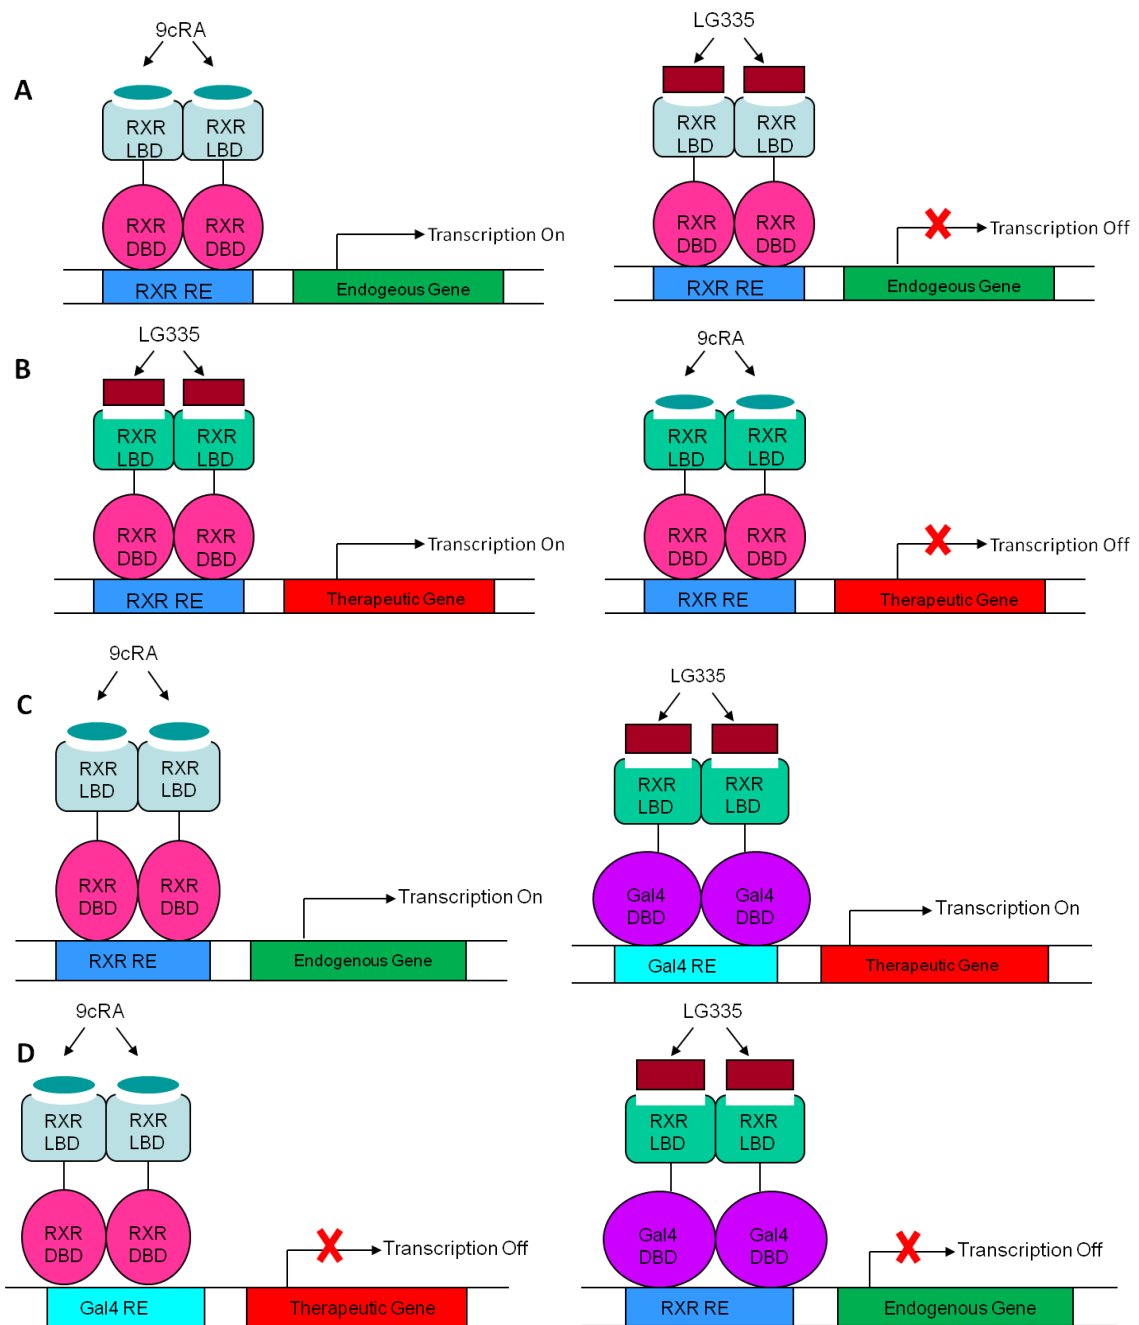 9cRA
LG335
A
RXR
LBD
RXR
LBD
RXR
LBD
RXR
LBD
RXR
DBD
RXR
DBD
Transcription On
RXR
DBD
RXR
DBD
Transcription Off
RXR RE
Endogeous Gene
RXR RE
Endogeous Gene
LG335
9cRA
B
RXR
LBD
RXR
LBD
RXR
LBD
RXR
LBD
RXR
DBD
RXR
DBD
Transcription On
RXR
DBD
RXR
DBD
Transcription Off
RXR RE
Therapeutic Gene
RXR RE
Therapeutic Gene
9cRA
LG335
C
RXR
LBD
RXR
LBD
RXR
LBD
RXR
LBD
RXR
DBD
RXR
DBD
Transcription On
Gal4
DBD
Gal4
DBD
Transcription On
RXR RE
Endogenous Gene
Gal4 RE
Therapeutic Gene
9cRA
LG335
D
RXR
LBD
RXR
LBD
RXR
LBD
RXR
LBD
RXR
DBD
RXR
DBD
Transcription Off
Gal4
DBD
Gal4
DBD
Transcription Off
Gal4 RE
Therapeutic Gene
RXR RE
Endogenous Gene